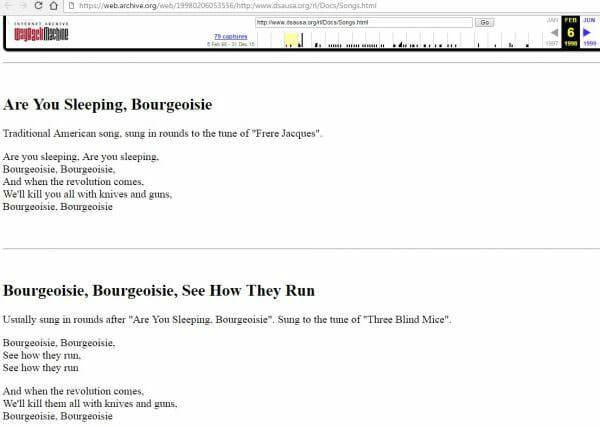 https://web.archive.org/web/19980206053556/http:/www.dsausa.org/rl/Docs/Songs.html
INTERNET ARCHIVE
WayBackMachine
http://www.dsausa.org/rl/Docs/Songs.html Go
79 captures
6 Feb 98 - 31 Dec 15
JAN FEB JUN
6
1997 1998 1999
Are You Sleeping, Bourgeoisie
Traditional American song, sung in rounds to the tune of "Frere Jacques".
Are you sleeping, Are you sleeping,
Bourgeoisie, Bourgeoisie,
And when the revolution comes,
We'll kill you all with knives and guns,
Bourgeoisie, Bourgeoisie
Bourgeoisie, Bourgeoisie, See How They Run
Usually sung in rounds after "Are You Sleeping, Bourgeoisie". Sung to the tune of "Three Blind Mice".
Bourgeoisie, Bourgeoisie,
See how they run,
See how they run
And when the revolution comes,
We'll kill them all with knives and guns,
Bourgeoisie, Bourgeoisie